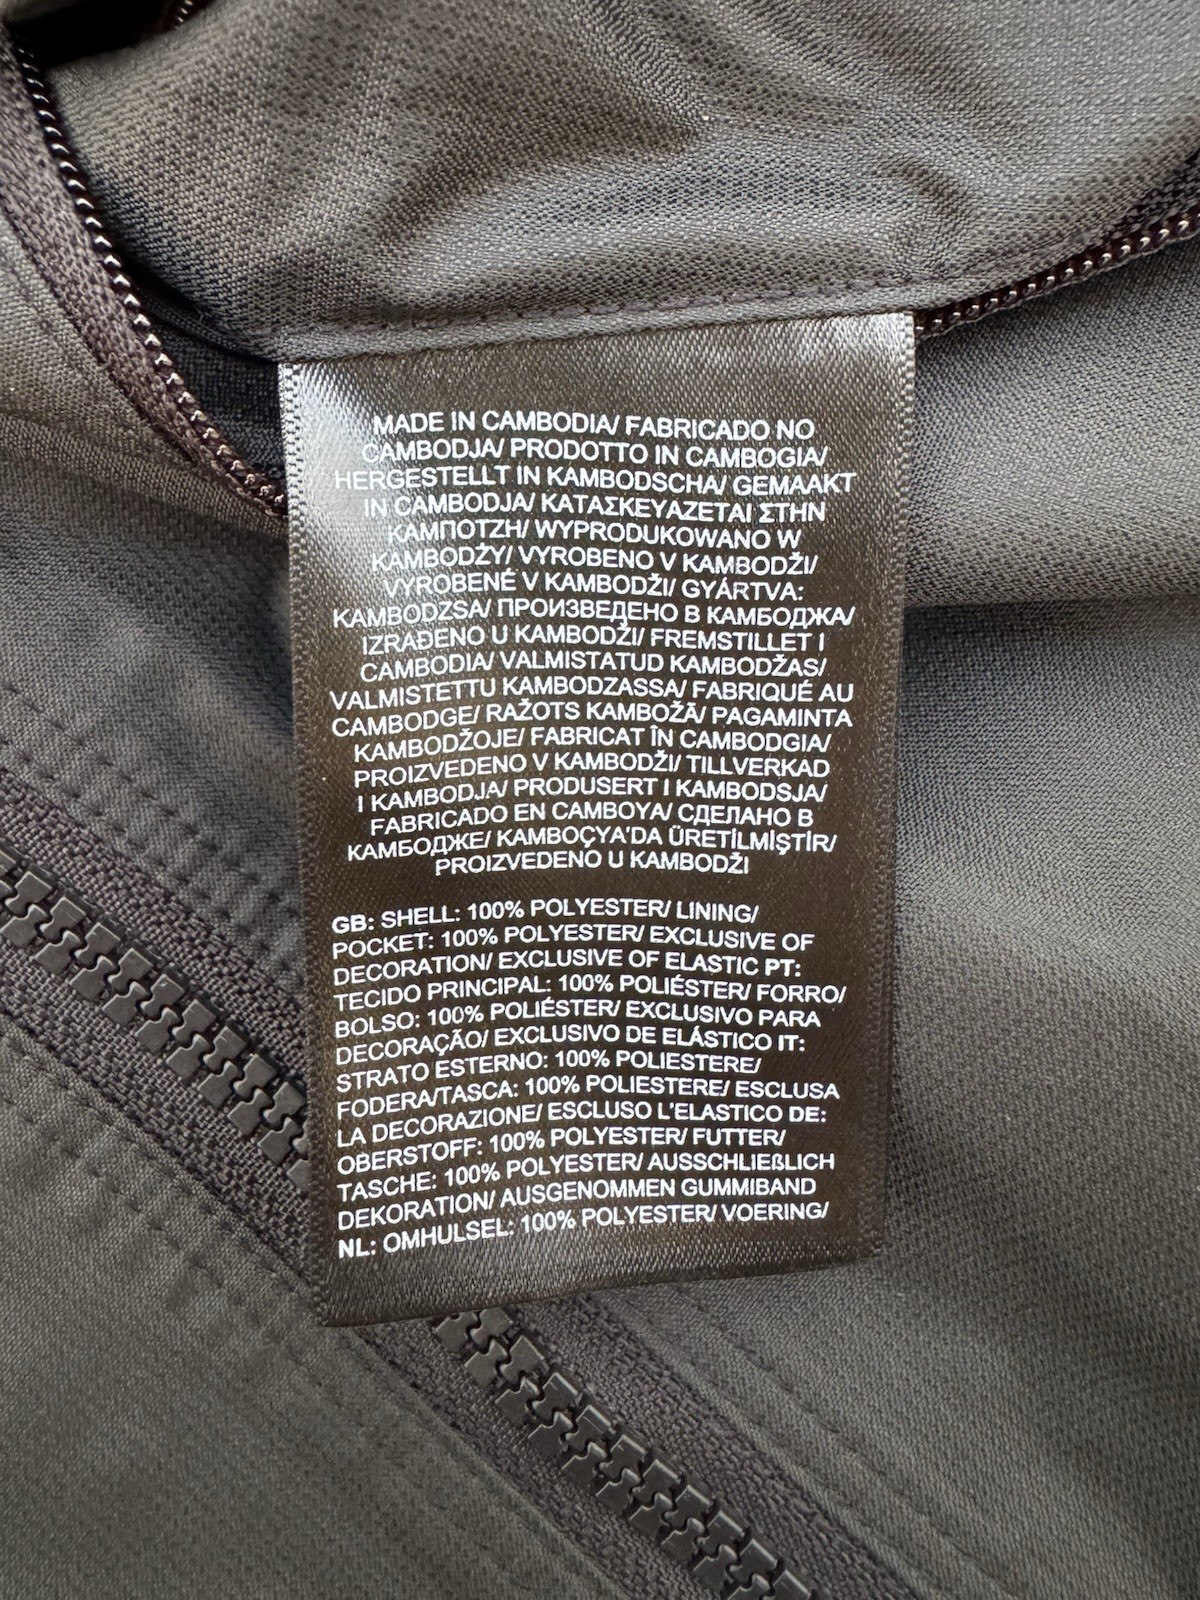 MADE IN CAMBODIA/ FABRICADO NO
CAMBODJA/ PRODOTTO IN CAMBOGIA/
HERGESTELLT IN KAMBODSCHA/ GEMAAKT
IN CAMBODJA/ ΚΑΤΑΣΚΕΥΑΖΕΤΑΙ ΣΤΗΝ
ΚΑΜΠΟΤΖΗ/ WYPRODUKOWANO W
KAMBODŻY/ VYROBENO V KAMBODŽI/
VYROBENÉ V KAMBODŽI/ GYÁRTVA:
KAMBODZSA/ ПРОИЗВЕДЕНО В КАМБОДЖА/
IZRAĐENO U KAMBODŽI/ FREMSTILLET I
CAMBODIA/ VALMISTATUD KAMBODŽAS/
VALMISTETTU KAMBODZASSA/ FABRIQUÉ AU
CAMBODGE/ RAŽOTS KAMBOŽĀ/ PAGAMINTA
KAMBODŽOJE/ FABRICAT ÎN CAMBODGIA/
PROIZVEDENO V KAMBODŽI/ TILLVERKAD
I KAMBODJA/ PRODUSERT I KAMBODSJA/
FABRICADO EN CAMBOYA/ СДЕЛАНО В
КАМБОДЖЕ/ KAMBOÇYA'DA ÜRETİLMİŞTİR/
PROIZVEDENO U KAMBODŽI
GB: SHELL: 100% POLYESTER/ LINING/
POCKET: 100% POLYESTER/ EXCLUSIVE OF
DECORATION/ EXCLUSIVE OF ELASTIC PT:
TECIDO PRINCIPAL: 100% POLIÉSTER/ FORRO/
BOLSO: 100% POLIÉSTER/ EXCLUSIVO PARA
DECORAÇÃO/ EXCLUSIVO DE ELÁSTICO IT:
STRATO ESTERNO: 100% POLIESTERE/
FODERA/TASCA: 100% POLIESTERE/ ESCLUSA
LA DECORAZIONE/ ESCLUSO L'ELASTICO DE:
OBERSTOFF: 100% POLYESTER/ FUTTER/
TASCHE: 100% POLYESTER/ AUSSCHLIEßLICH
DEKORATION/ AUSGENOMMEN GUMMIBAND
NL: OMHULSEL: 100% POLYESTER/ VOERING/